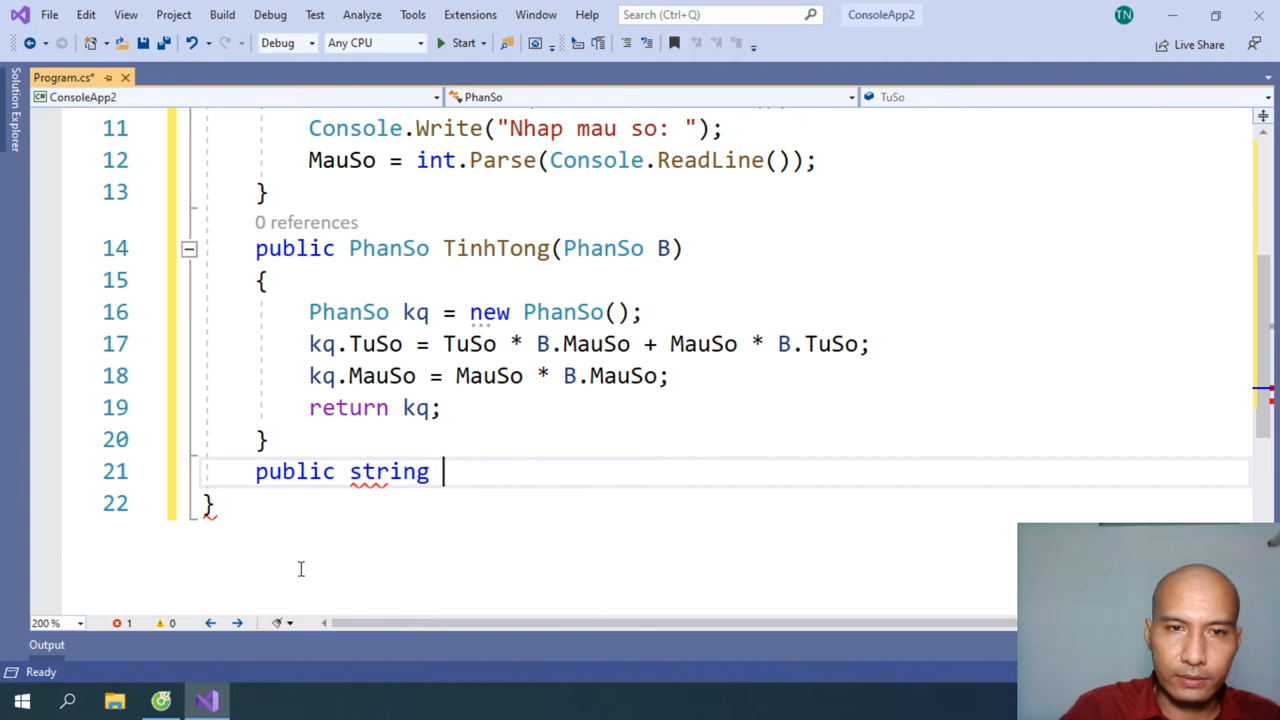 File Edit View Project Build Debug Test Analyze Tools Extensions Window Help Search (Ctrl+Q) ConsoleApp2 TN
Debug Any CPU Start Live Share
Program.cs*
ConsoleApp2 PhanSo TuSo
Solution Explorer
11 Console.Write("Nhap mau so: ");
12 MauSo = int.Parse(Console.ReadLine());
13 }
0 references
14 public PhanSo TinhTong(PhanSo B)
15 {
16 PhanSo kq = new PhanSo();
17 kq.TuSo = TuSo * B.MauSo + MauSo * B.TuSo;
18 kq.MauSo = MauSo * B.MauSo;
19 return kq;
20 }
21 public string
22 }
200 % 1 0
Output
Ready